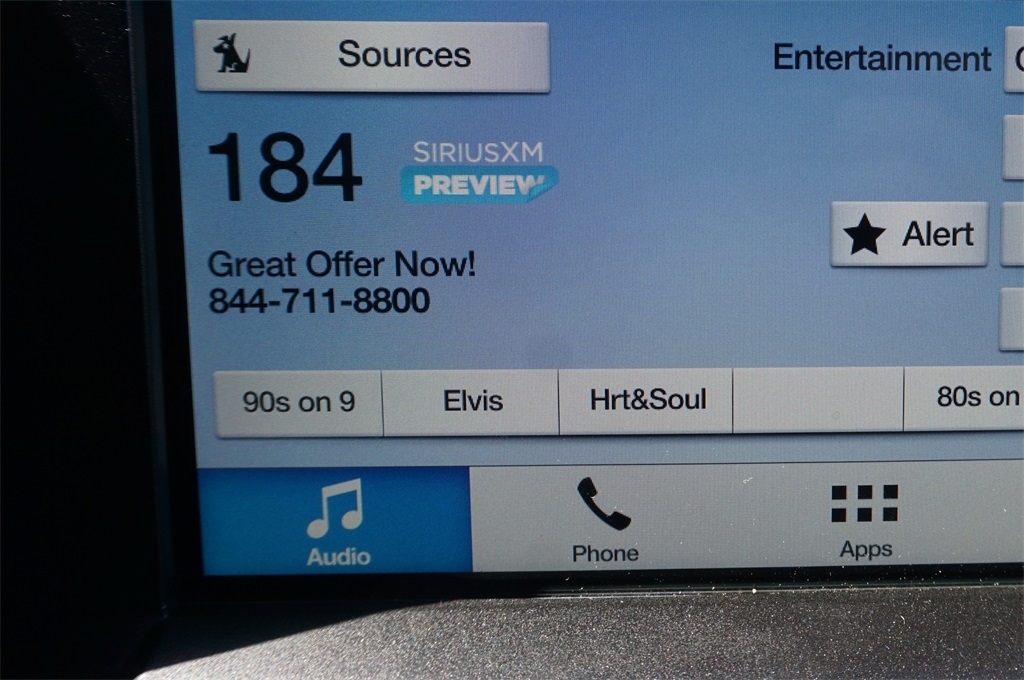 Sources
Entertainment
184
SIRIUSXM
PREVIEW
Alert
Great Offer Now!
844-711-8800
90s on 9
Elvis
Hrt&Soul
80s on
Audio
Phone
Apps